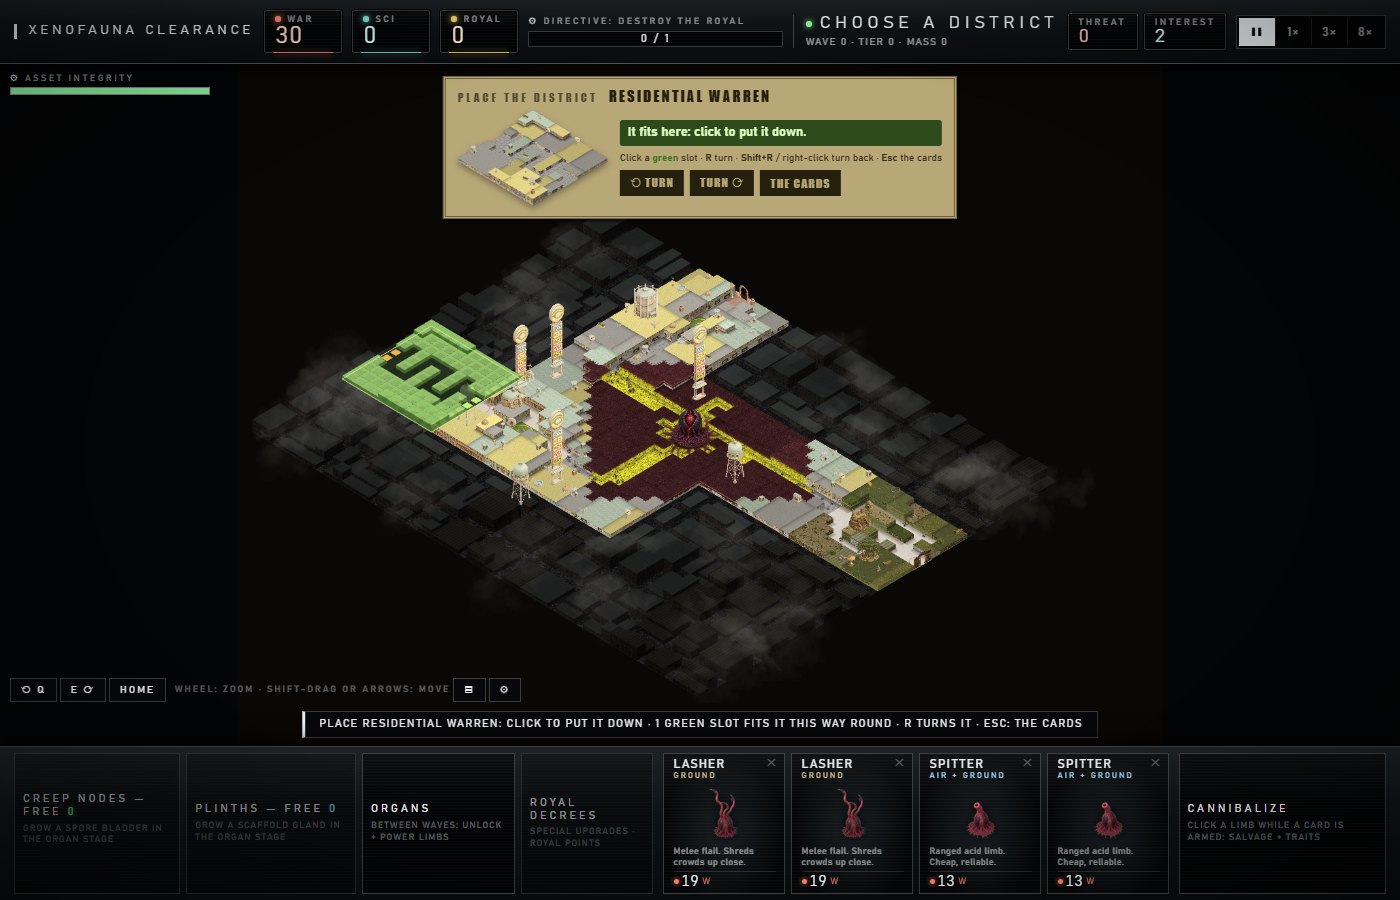 XENOFAUNA CLEARANCE
WAR
30
SCI
0
ROYAL
0
DIRECTIVE: DESTROY THE ROYAL
0 / 1
CHOOSE A DISTRICT
WAVE 0 · TIER 0 · MASS 0
THREAT
0
INTEREST
2
1×
3×
8×
ASSET INTEGRITY
PLACE THE DISTRICT RESIDENTIAL WARREN
It fits here: click to put it down.
Click a green slot · R turn · Shift+R / right-click turn back · Esc the cards
TURN
TURN
THE CARDS
Q
E
HOME
WHEEL: ZOOM · SHIFT-DRAG OR ARROWS: MOVE
PLACE RESIDENTIAL WARREN: CLICK TO PUT IT DOWN · 1 GREEN SLOT FITS IT THIS WAY ROUND · R TURNS IT · ESC: THE CARDS
CREEP NODES —
FREE 0
GROW A SPORE BLADDER IN
THE ORGAN STAGE
PLINTHS — FREE 0
GROW A SCAFFOLD GLAND IN
THE ORGAN STAGE
ORGANS
BETWEEN WAVES: UNLOCK
+ POWER LIMBS
ROYAL
DECREES
SPECIAL UPGRADES ·
ROYAL POINTS
LASHER
GROUND
Melee flail. Shreds
crowds up close.
19 W
LASHER
GROUND
Melee flail. Shreds
crowds up close.
19 W
SPITTER
AIR + GROUND
Ranged acid limb.
Cheap, reliable.
13 W
SPITTER
AIR + GROUND
Ranged acid limb.
Cheap, reliable.
13 W
CANNIBALIZE
CLICK A LIMB WHILE A CARD IS
ARMED: SALVAGE + TRAITS